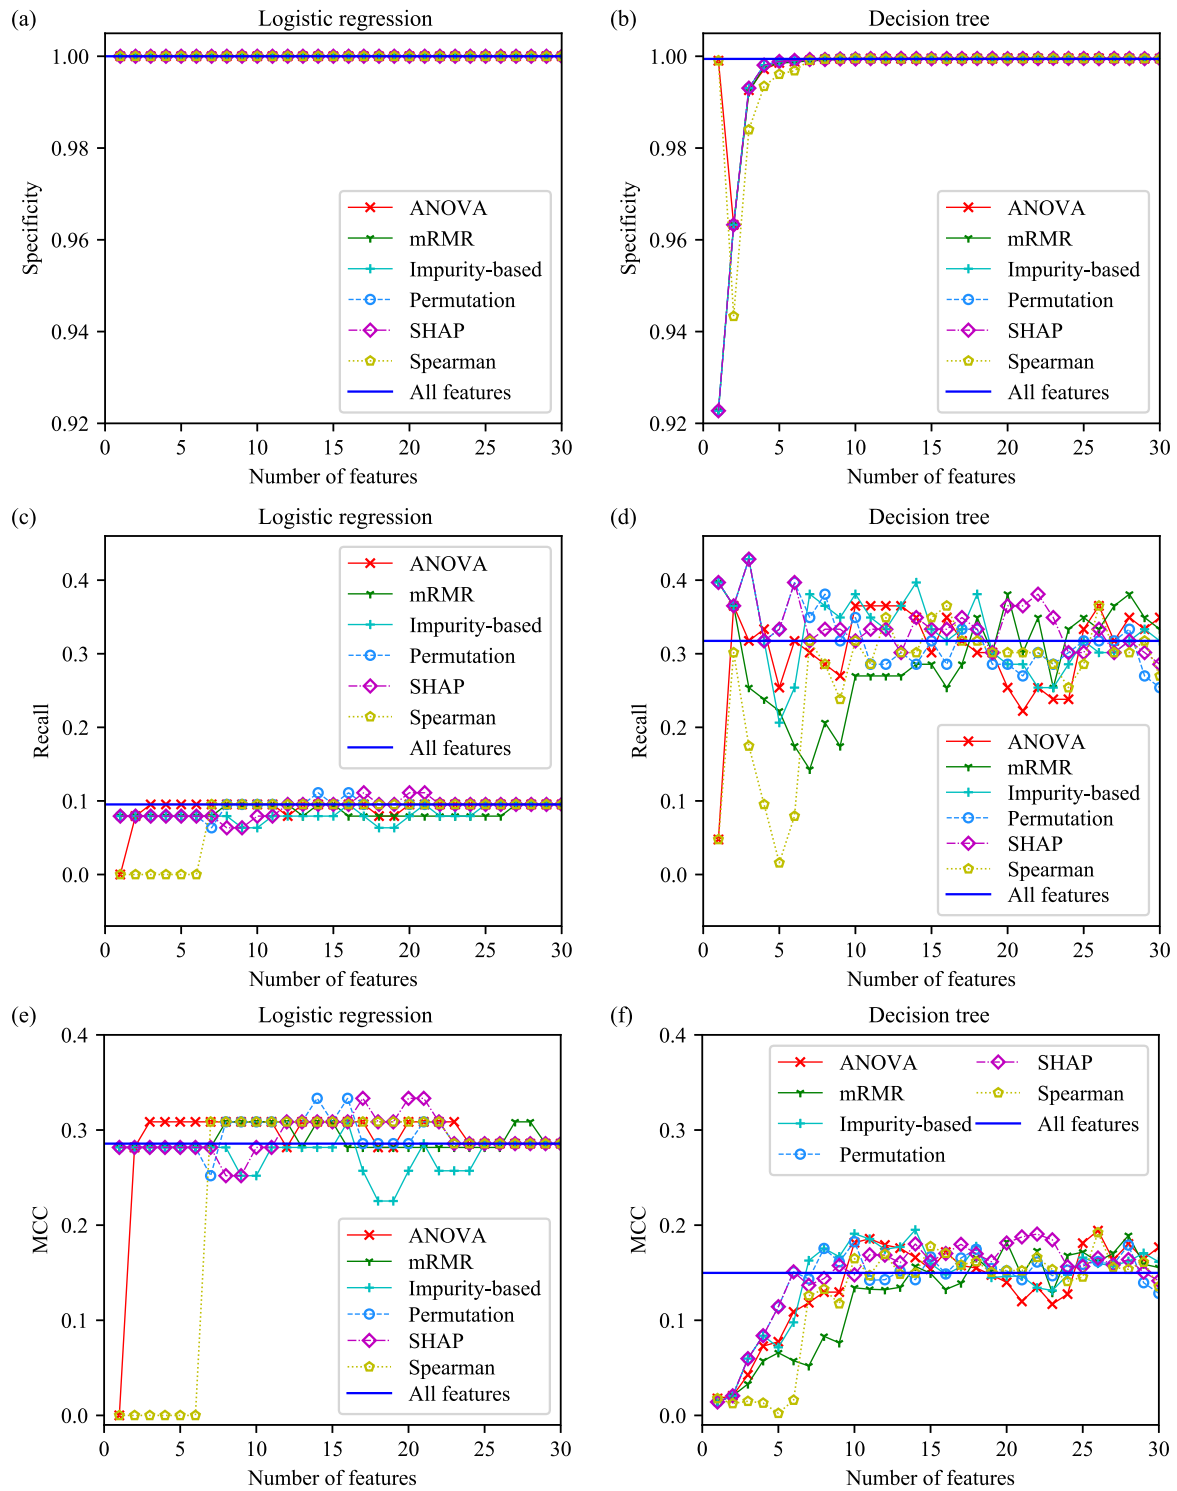 (a)
Logistic regression
1.00
0.98
0.96
0.94
0.92
Specificity
ANOVA
mRMR
Impurity-based
Permutation
SHAP
Spearman
All features
0 5 10 15 20 25 30
Number of features
(b)
Decision tree
1.00
0.98
0.96
0.94
0.92
Specificity
ANOVA
mRMR
Impurity-based
Permutation
SHAP
Spearman
All features
0 5 10 15 20 25 30
Number of features
(c)
Logistic regression
0.4
0.3
0.2
0.1
0.0
Recall
ANOVA
mRMR
Impurity-based
Permutation
SHAP
Spearman
All features
0 5 10 15 20 25 30
Number of features
(d)
Decision tree
0.4
0.3
0.2
0.1
0.0
Recall
ANOVA
mRMR
Impurity-based
Permutation
SHAP
Spearman
All features
0 5 10 15 20 25 30
Number of features
(e)
Logistic regression
0.4
0.3
0.2
0.1
0.0
MCC
ANOVA
mRMR
Impurity-based
Permutation
SHAP
Spearman
All features
0 5 10 15 20 25 30
Number of features
(f)
Decision tree
0.4
0.3
0.2
0.1
0.0
MCC
ANOVA
mRMR
Impurity-based
Permutation
SHAP
Spearman
All features
0 5 10 15 20 25 30
Number of features